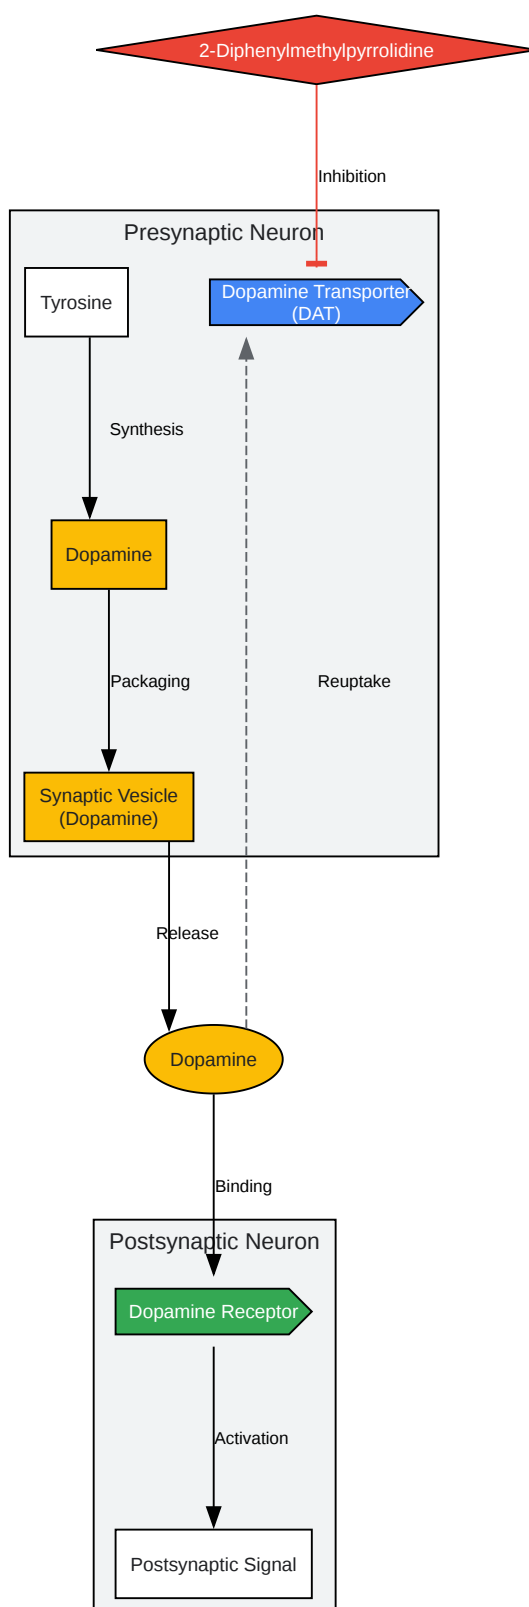 2-Diphenylmethylpyrrolidine
Inhibition
Presynaptic Neuron
Tyrosine
Dopamine Transporter
(DAT)
Synthesis
Dopamine
Packaging
Reuptake
Synaptic Vesicle
(Dopamine)
Release
Dopamine
Binding
Postsynaptic Neuron
Dopamine Receptor
Activation
Postsynaptic Signal